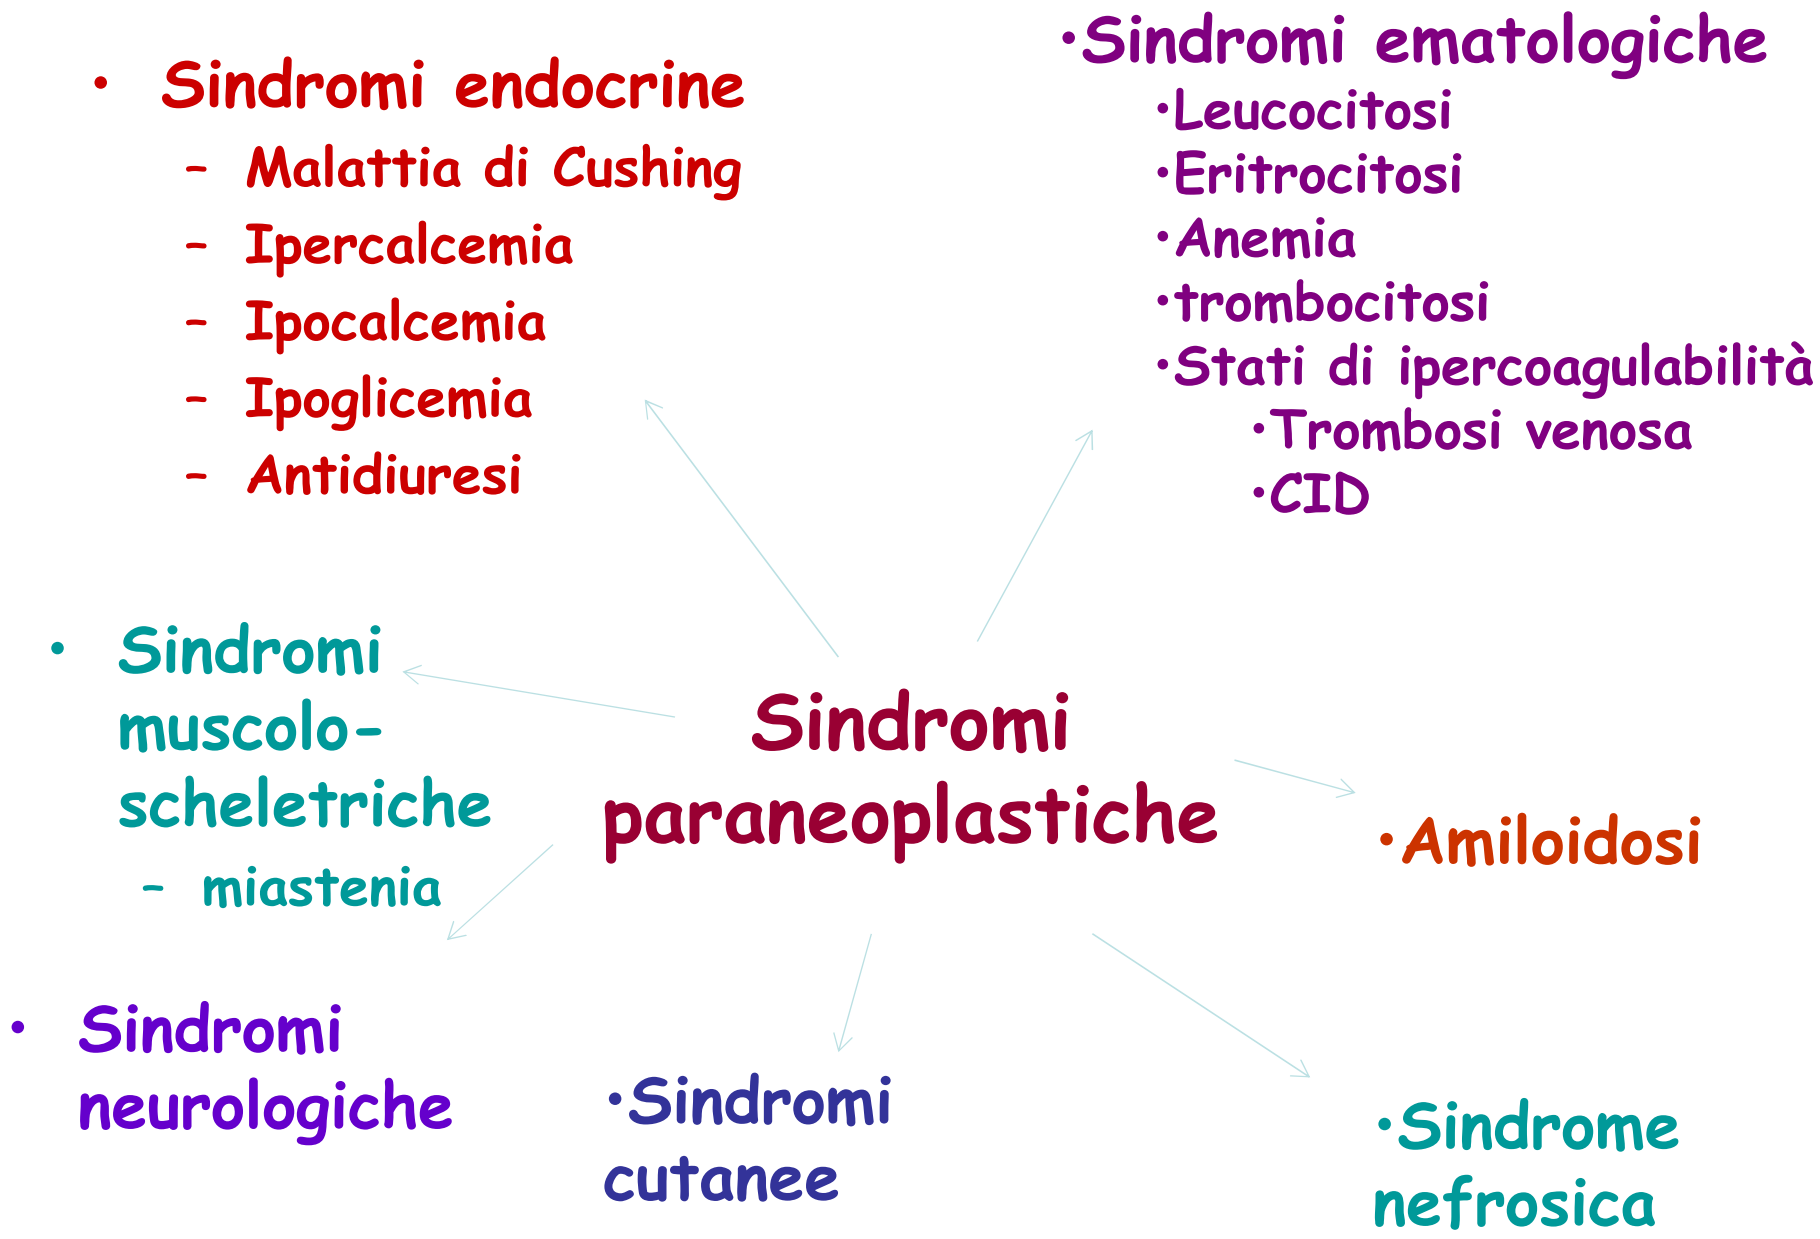 • Sindromi endocrine
– Malattia di Cushing
– Ipercalcemia
– Ipocalcemia
– Ipoglicemia
– Antidiuresi
•Sindromi ematologiche
•Leucocitosi
•Eritrocitosi
•Anemia
•trombocitosi
•Stati di ipercoagulabilità
•Trombosi venosa
•CID
• Sindromi
muscolo-
scheletriche
– miastenia
Sindromi
paraneoplastiche
•Amiloidosi
• Sindromi
neurologiche
•Sindromi
cutanee
•Sindrome
nefrosica